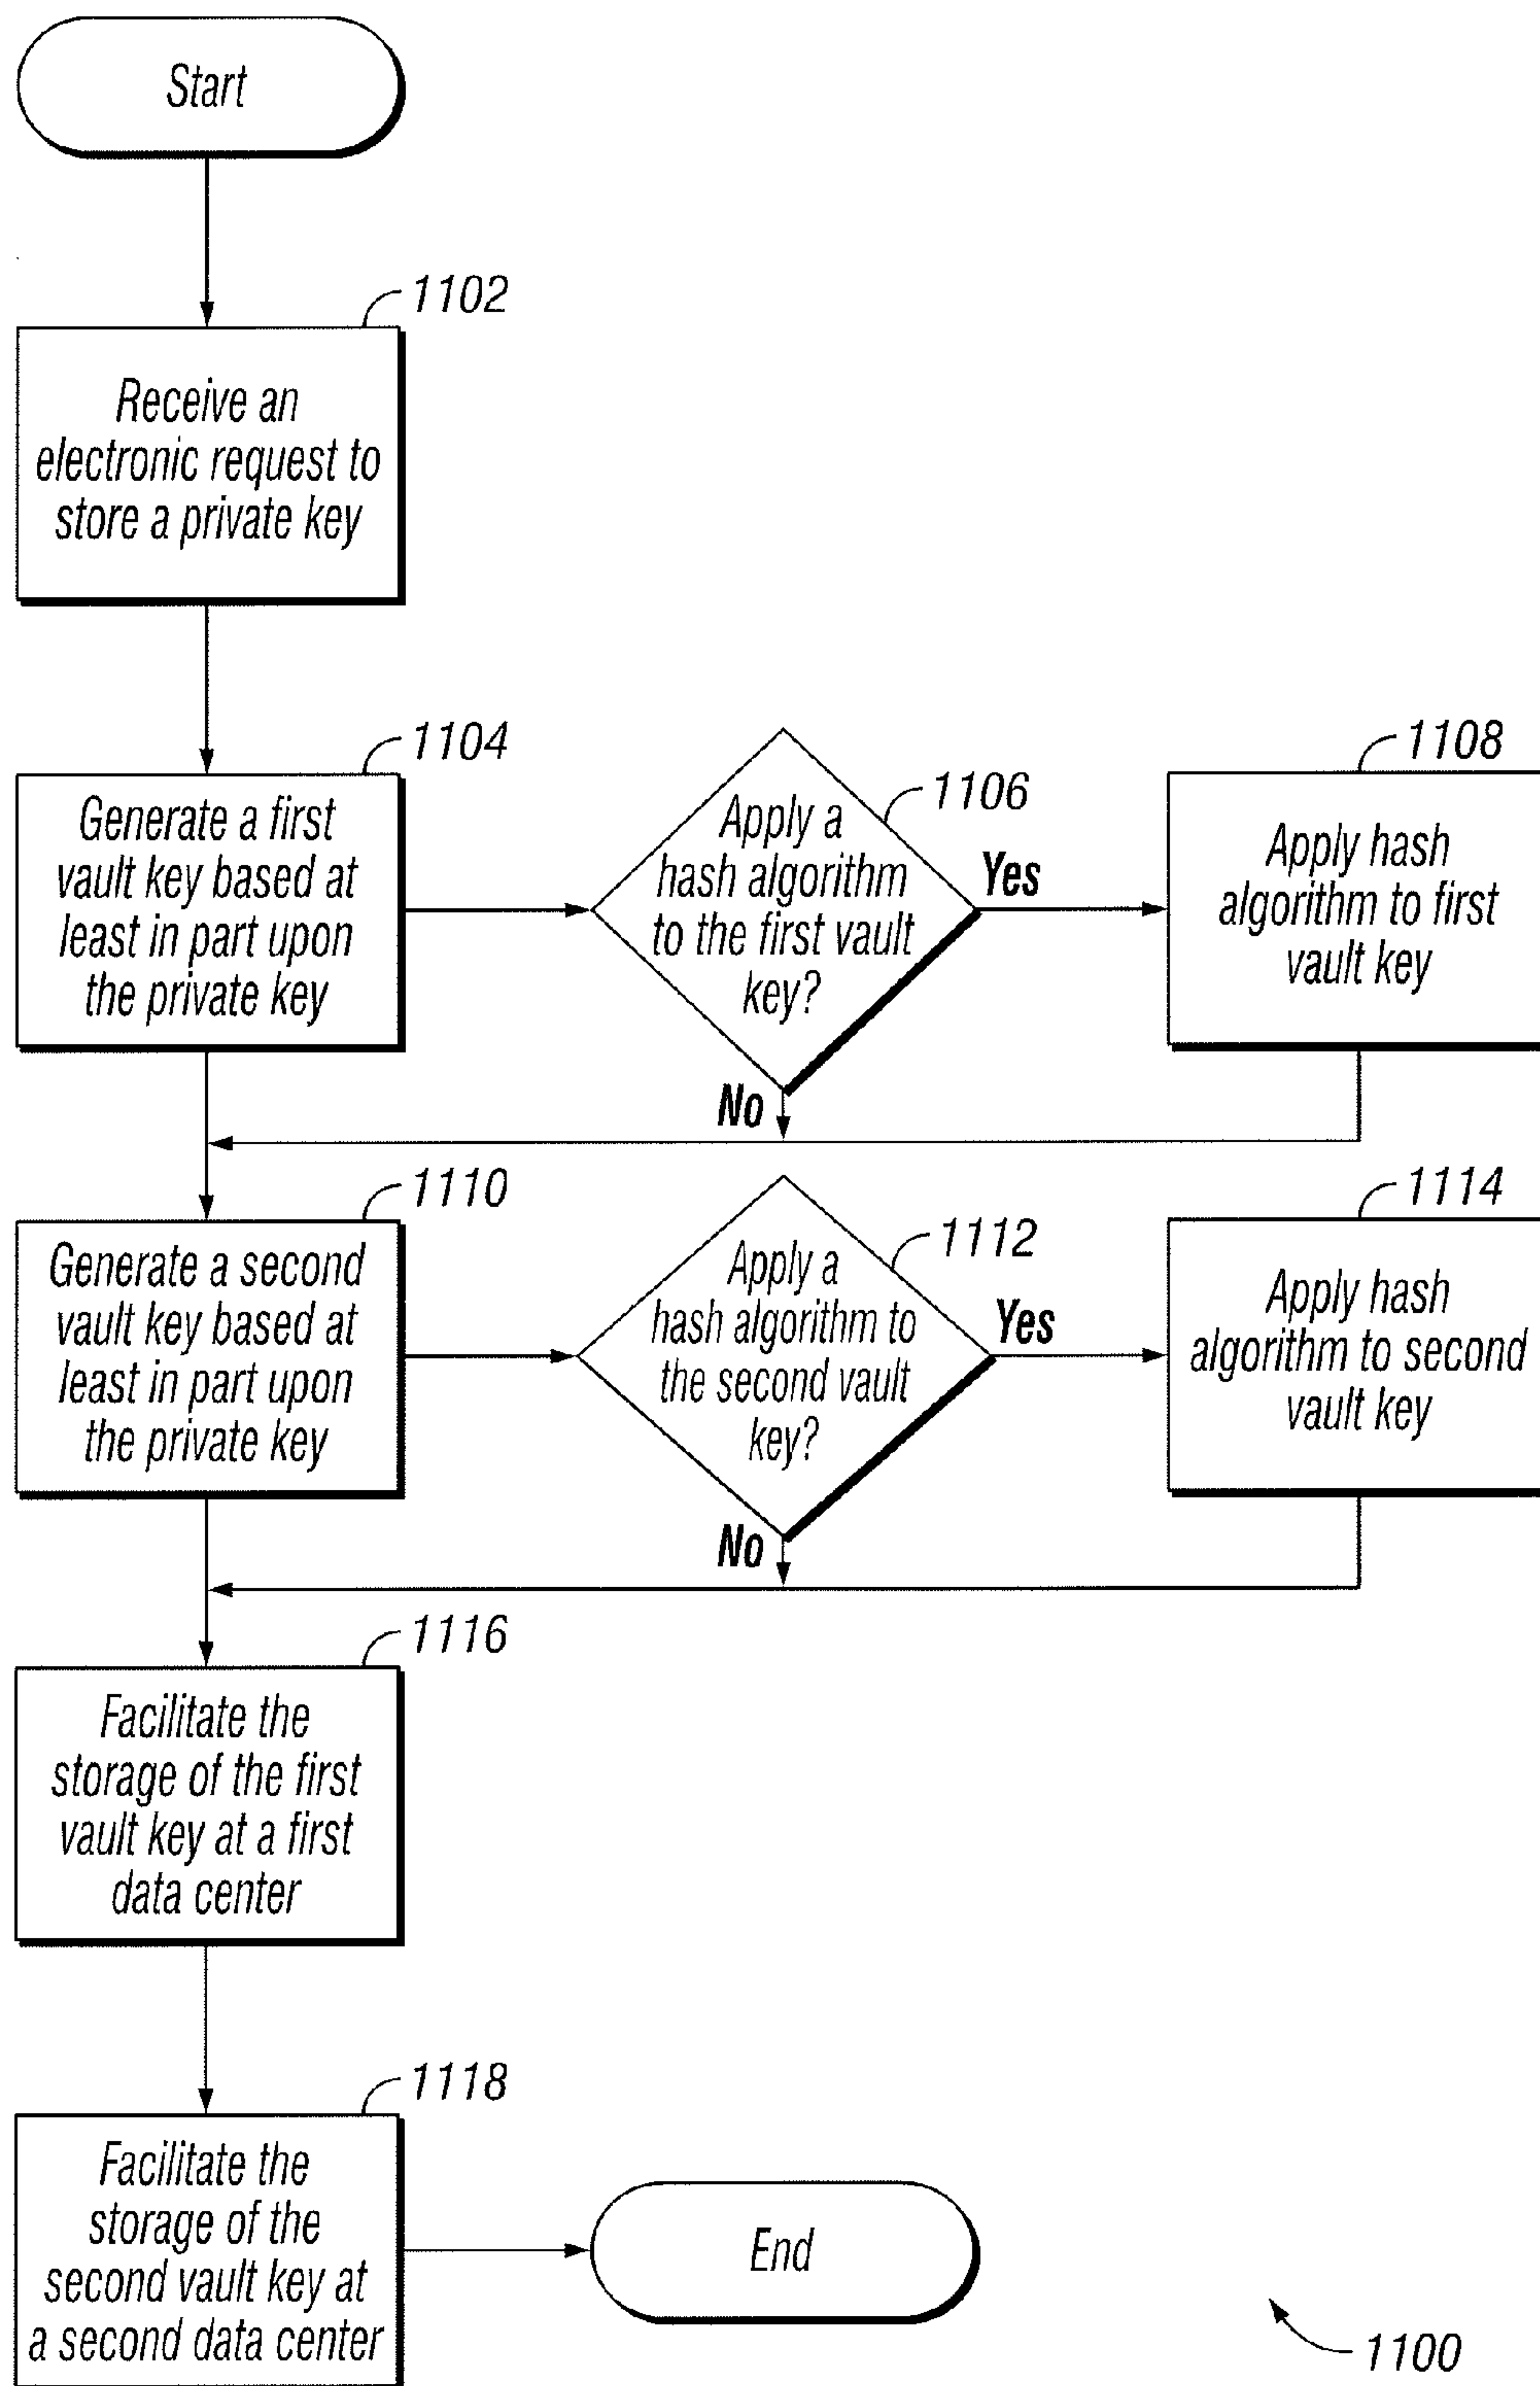 Start
1102
Receive an
electronic request to
store a private key
1104
Generate a first
vault key based at
least in part upon
the private key
1106
Apply a
hash algorithm
to the first vault
key?
Yes
No
1108
Apply hash
algorithm to first
vault key
1110
Generate a second
vault key based at
least in part upon
the private key
1112
Apply a
hash algorithm to
the second vault
key?
Yes
No
1114
Apply hash
algorithm to second
vault key
1116
Facilitate the
storage of the first
vault key at a first
data center
1118
Facilitate the
storage of the
second vault key at
a second data center
End
1100